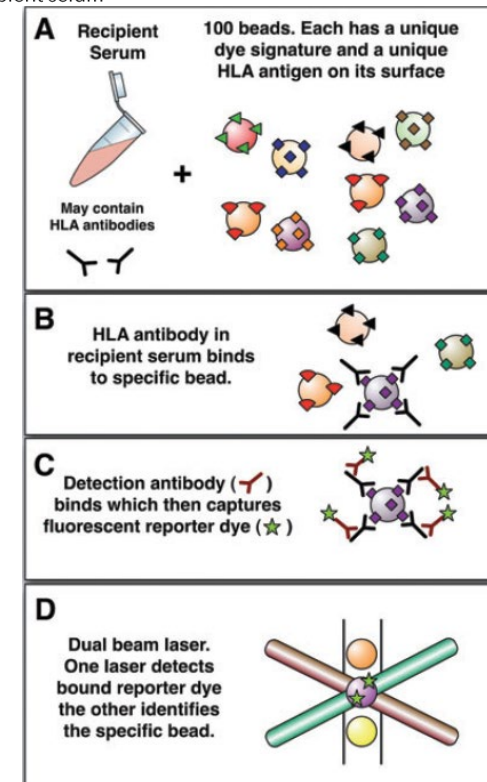 A
Recipient
Serum
100 beads. Each has a unique
dye signature and a unique
HLA antigen on its surface
+
May contain
HLA antibodies
B
HLA antibody in
recipient serum binds
to specific bead.
C
Detection antibody ( )
binds which then captures
fluorescent reporter dye ( )
D
Dual beam laser.
One laser detects
bound reporter dye
the other identifies
the specific bead.